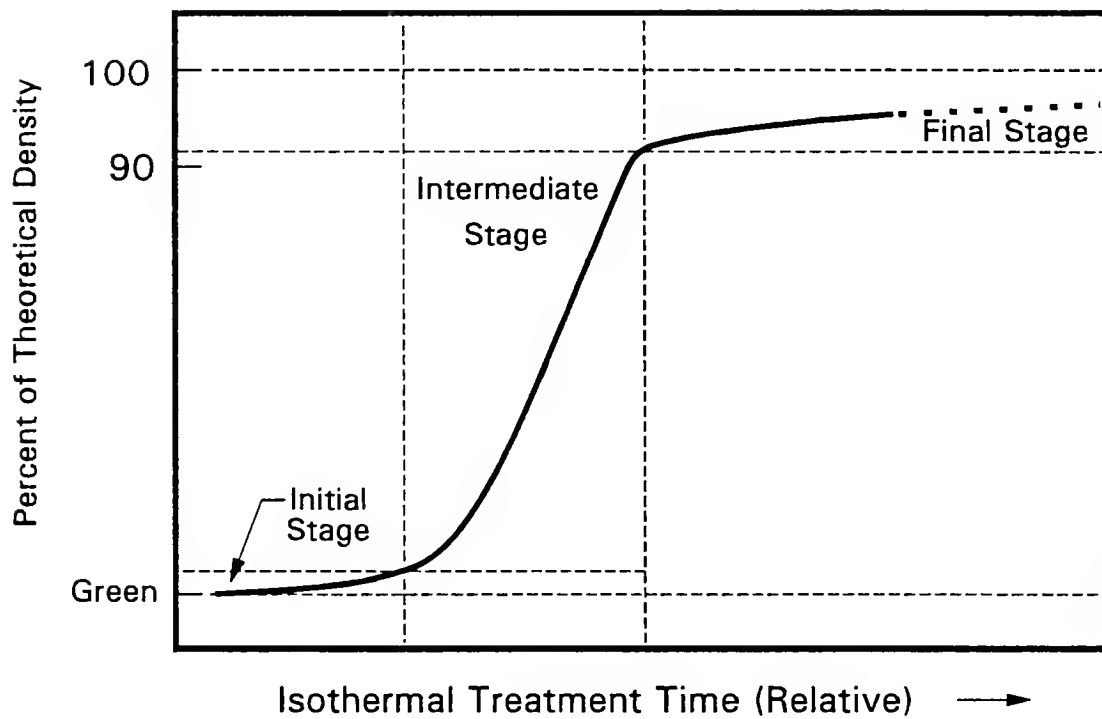 Percent of Theoretical Density
100
90
Green
Initial
Stage
Intermediate
Stage
Final Stage
Isothermal Treatment Time (Relative)